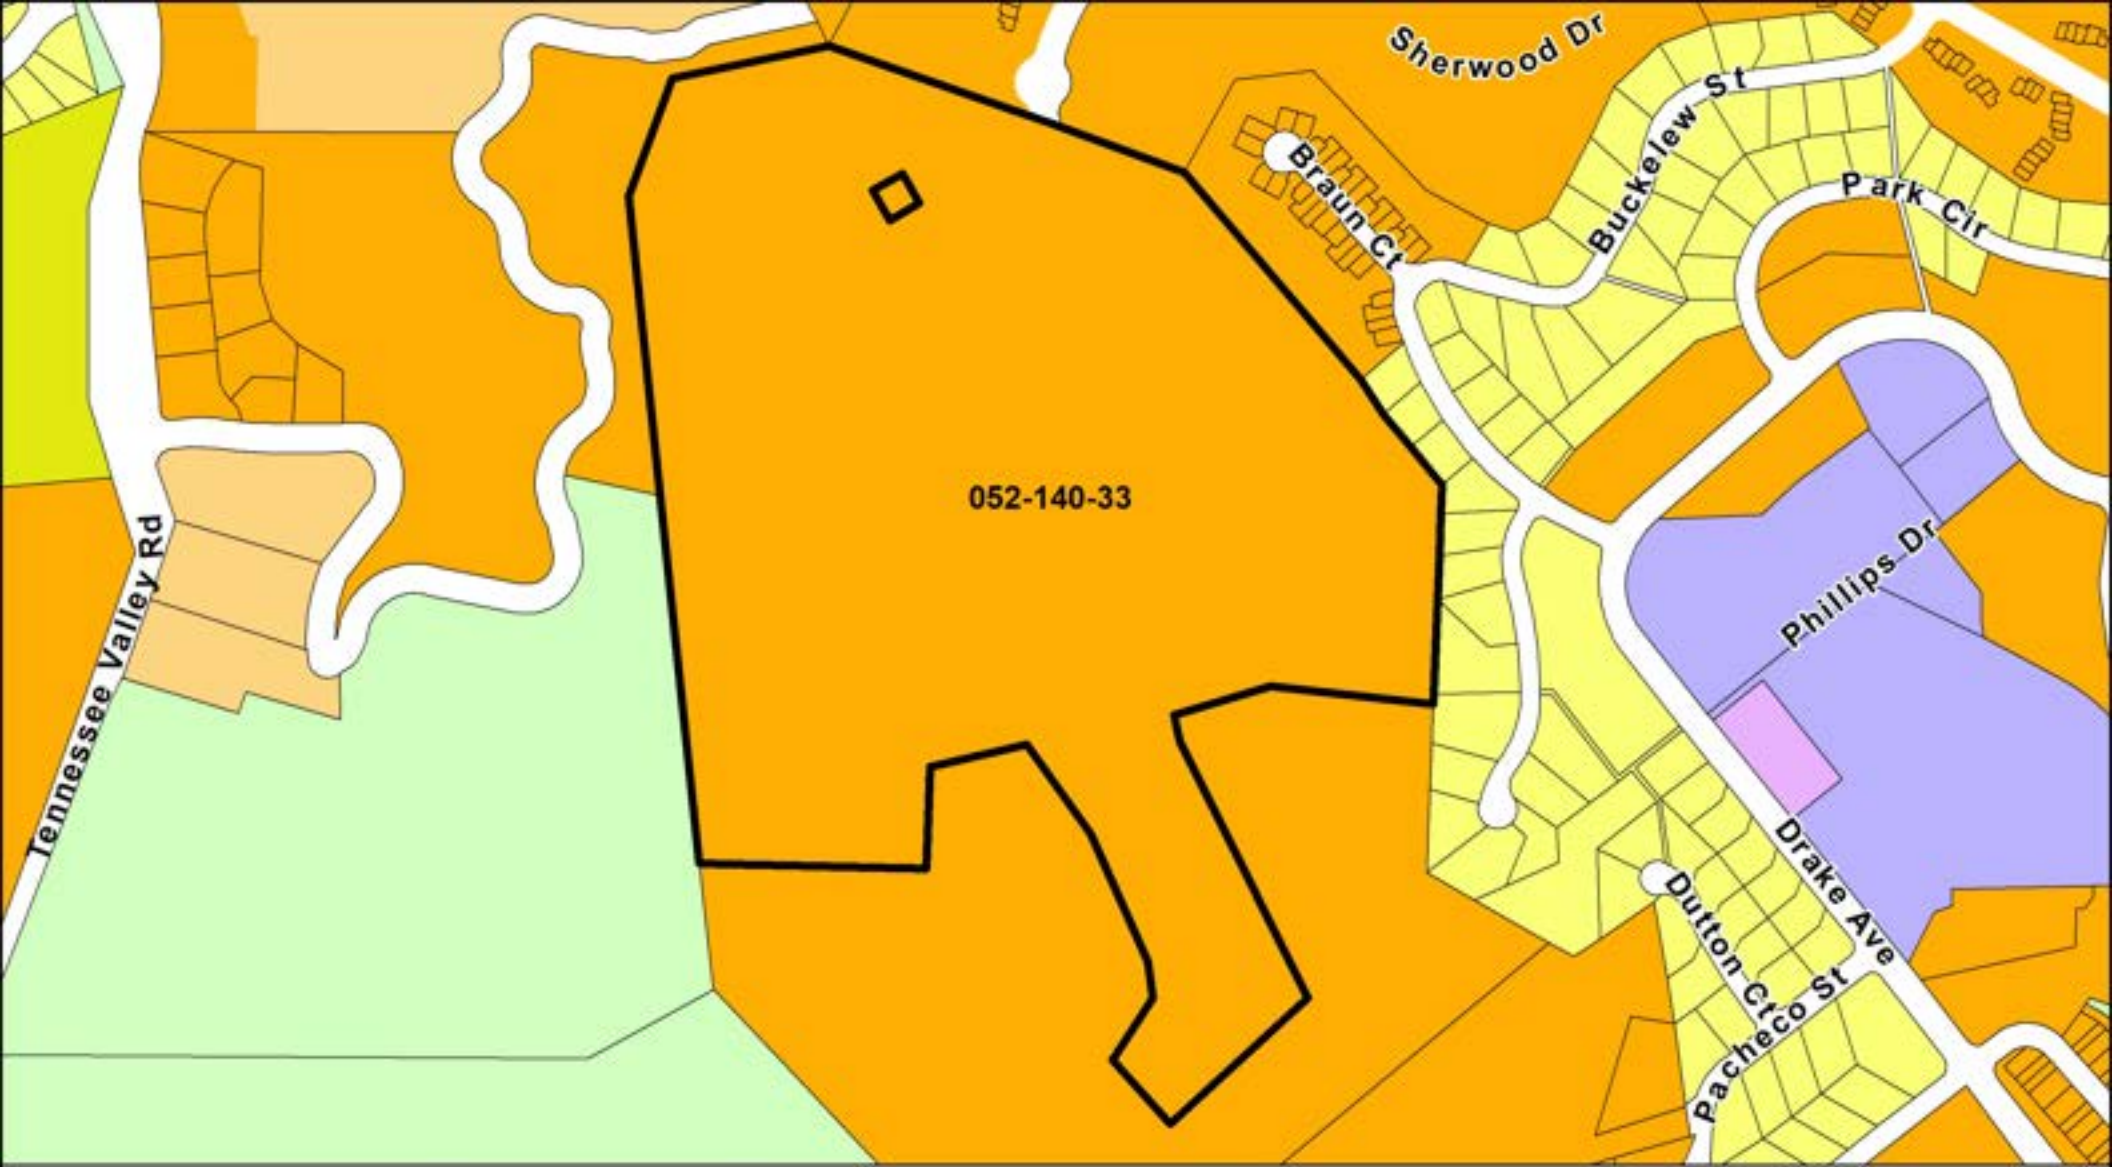 Sherwood Dr
Buckelew St
Braun Ct
Park Cir
052-140-33
Phillips Dr
Tennessee Valley Rd
Drake Ave
Dutton Ct
Pacheco St